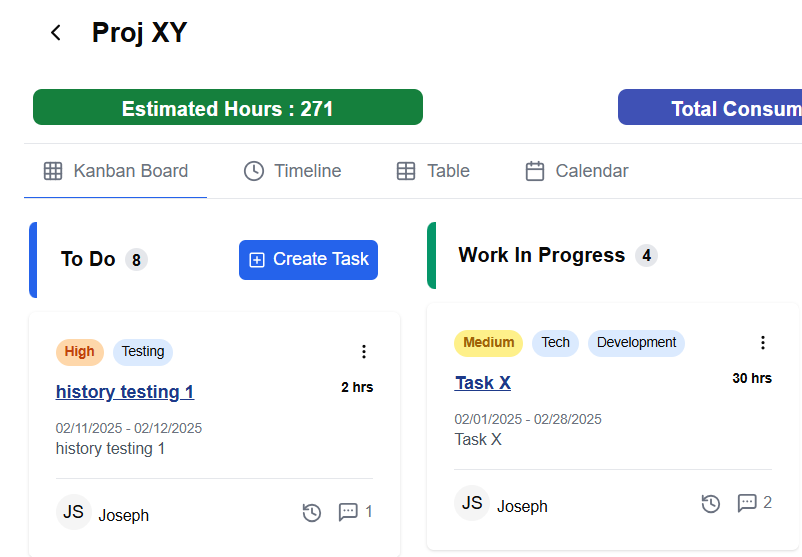 Proj XY
Estimated Hours : 271
Total Consum
Kanban Board
Timeline
Table
Calendar
To Do 8
Create Task
High
Testing
history testing 1
2 hrs
02/11/2025 - 02/12/2025
history testing 1
JS Joseph
1
Work In Progress 4
Medium
Tech
Development
Task X
30 hrs
02/01/2025 - 02/28/2025
Task X
JS Joseph
2